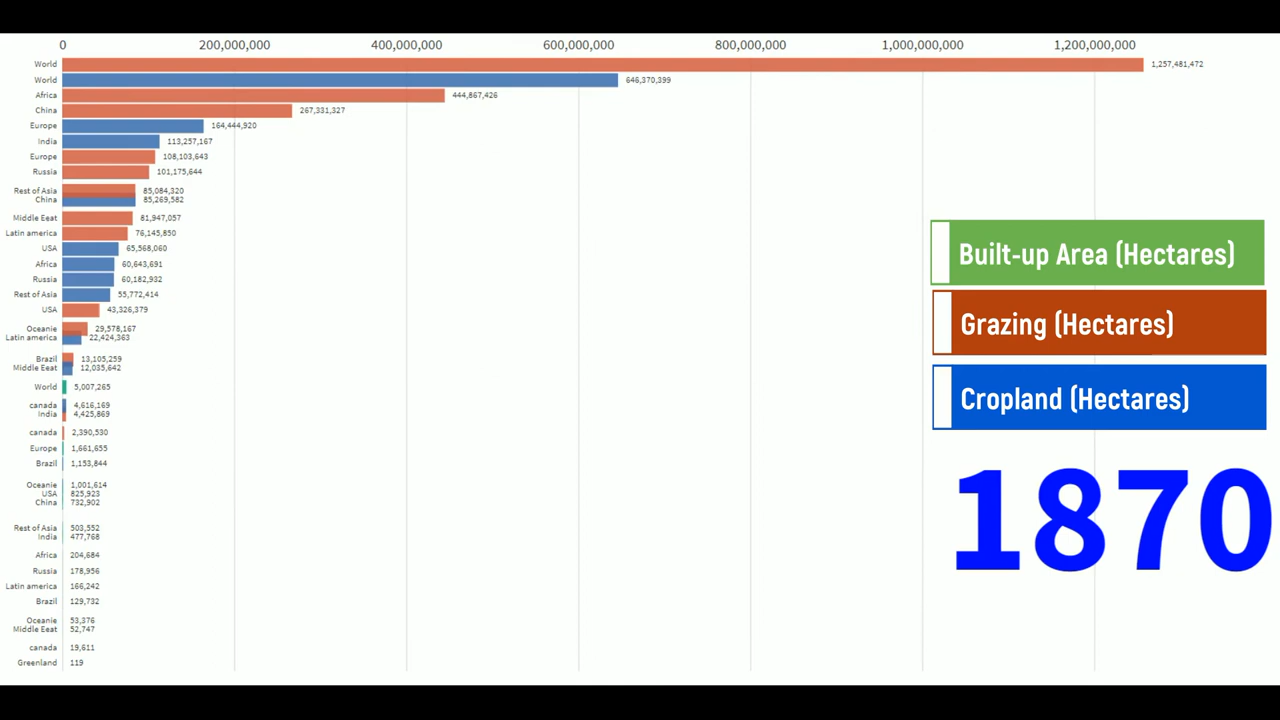 0 200,000,000 400,000,000 600,000,000 800,000,000 1,000,000,000 1,200,000,000
World 1,257,481,472
World 646,370,399
Africa 444,867,426
China 267,331,327
Europe 164,444,920
India 113,257,167
Europe 108,103,643
Russia 101,175,644
Rest of Asia 85,084,320
China 85,269,582
Middle Eeat 81,947,057
Latin america 76,145,850
USA 65,568,060
Africa 60,643,691
Russia 60,182,932
Rest of Asia 55,772,414
USA 43,326,379
Oceanie 29,578,167
Latin america 22,424,363
Brazil 13,105,259
Middle Eeat 12,035,642
World 5,007,265
canada 4,616,169
India 4,425,869
canada 2,390,530
Europe 1,661,655
Brazil 1,153,844
Oceanie 1,001,614
USA 825,923
China 732,902
Rest of Asia 503,552
India 477,768
Africa 204,684
Russia 178,956
Latin america 166,242
Brazil 129,732
Oceanie 53,376
Middle Eeat 52,747
canada 19,611
Greenland 119
Built-up Area (Hectares)
Grazing (Hectares)
Cropland (Hectares)
1870